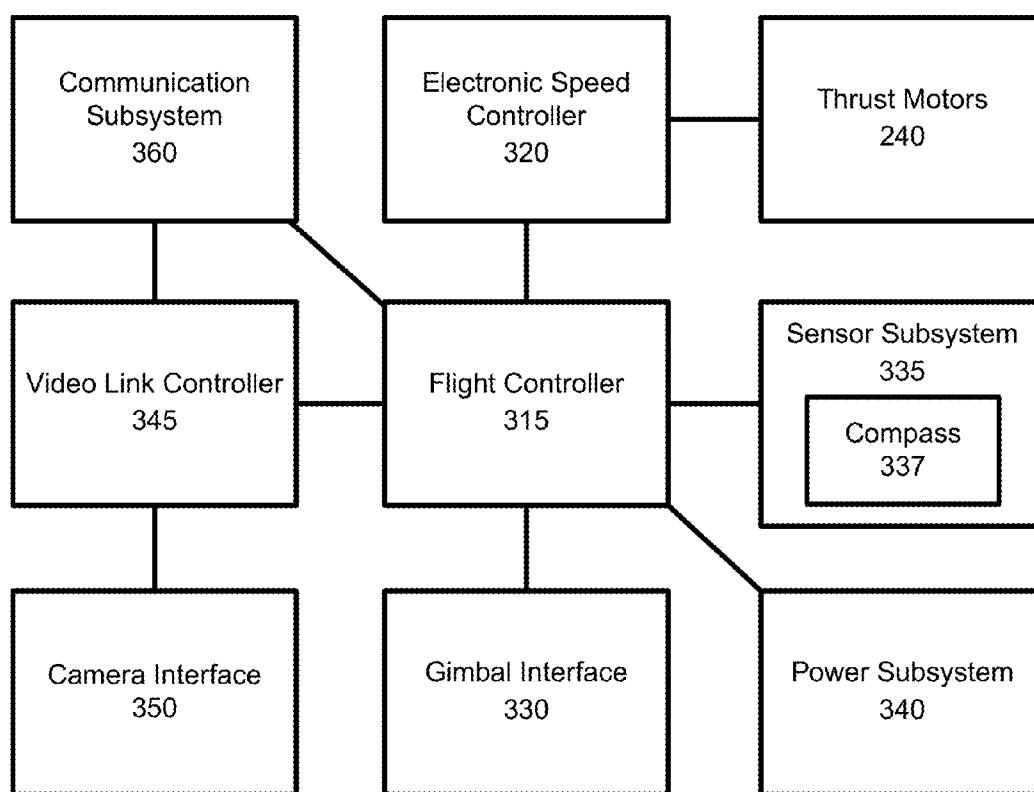 Communication
Subsystem
360
Electronic Speed
Controller
320
Thrust Motors
240
Video Link Controller
345
Flight Controller
315
Sensor Subsystem
335
Compass
337
Camera Interface
350
Gimbal Interface
330
Power Subsystem
340